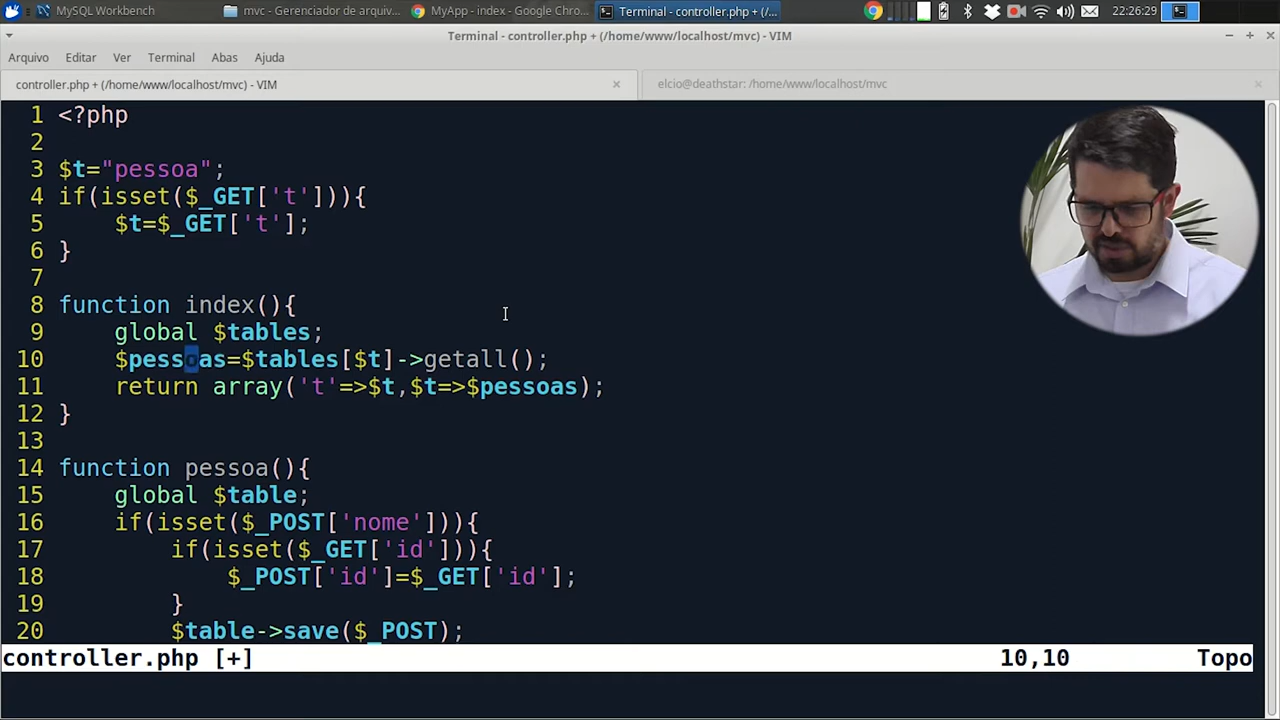 MySQL Workbench
mvc - Gerenciador de arquiv...
MyApp - index - Google Chro...
Terminal - controller.php + (/...
22:26:29
Terminal - controller.php + (/home/www/localhost/mvc) - VIM
Arquivo Editar Ver Terminal Abas Ajuda
controller.php + (/home/www/localhost/mvc) - VIM
elcio@deathstar: /home/www/localhost/mvc
1 <?php
2
3 $t="pessoa";
4 if(isset($_GET['t'])){
5     $t=$_GET['t'];
6 }
7
8 function index(){
9     global $tables;
10     $pessoas=$tables[$t]->getall();
11     return array('t'=>$t,$t=>$pessoas);
12 }
13
14 function pessoa(){
15     global $table;
16     if(isset($_POST['nome'])){
17         if(isset($_GET['id'])){
18             $_POST['id']=$_GET['id'];
19         }
20         $table->save($_POST);
controller.php [+] 10,10 Topo